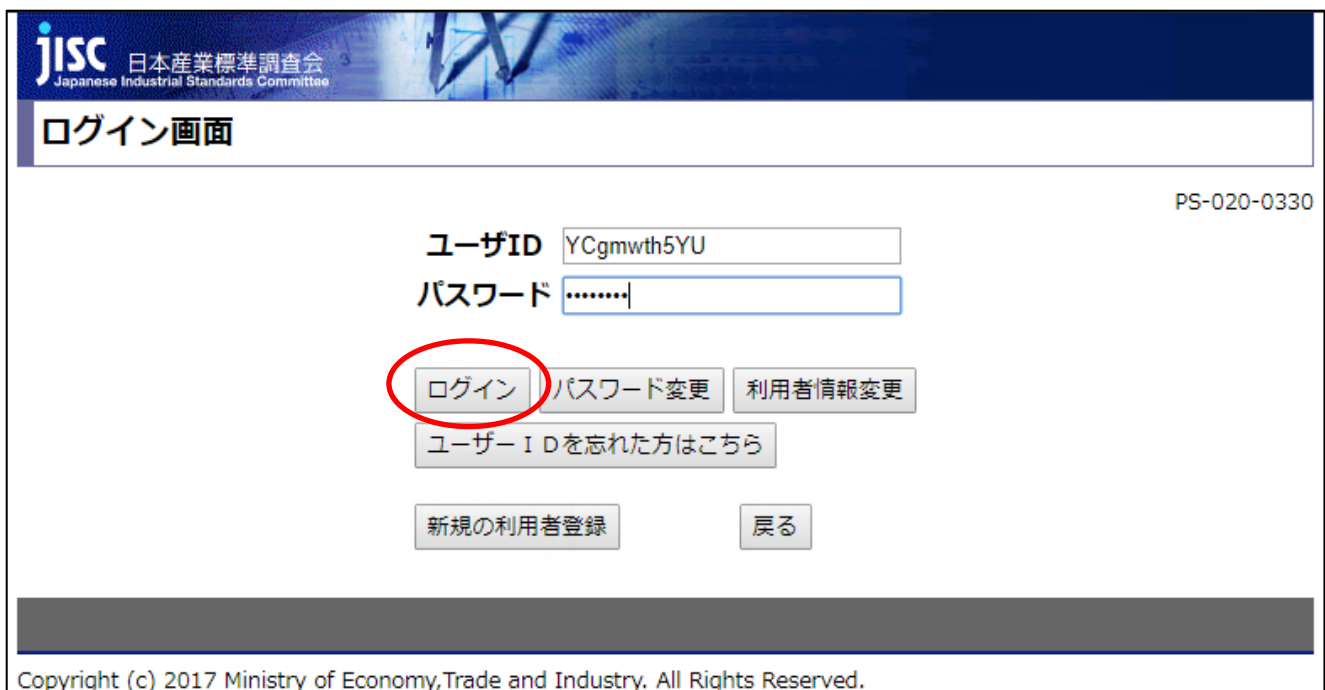 jISC 日本産業標準調査会
Japanese Industrial Standards Committee
3
ログイン画面
PS-020-0330
ユーザID YCgmwth5YU
パスワード ••••••••
ログイン パスワード変更 利用者情報変更
ユーザーＩＤを忘れた方はこちら
新規の利用者登録 戻る
Copyright (c) 2017 Ministry of Economy,Trade and Industry. All Rights Reserved.